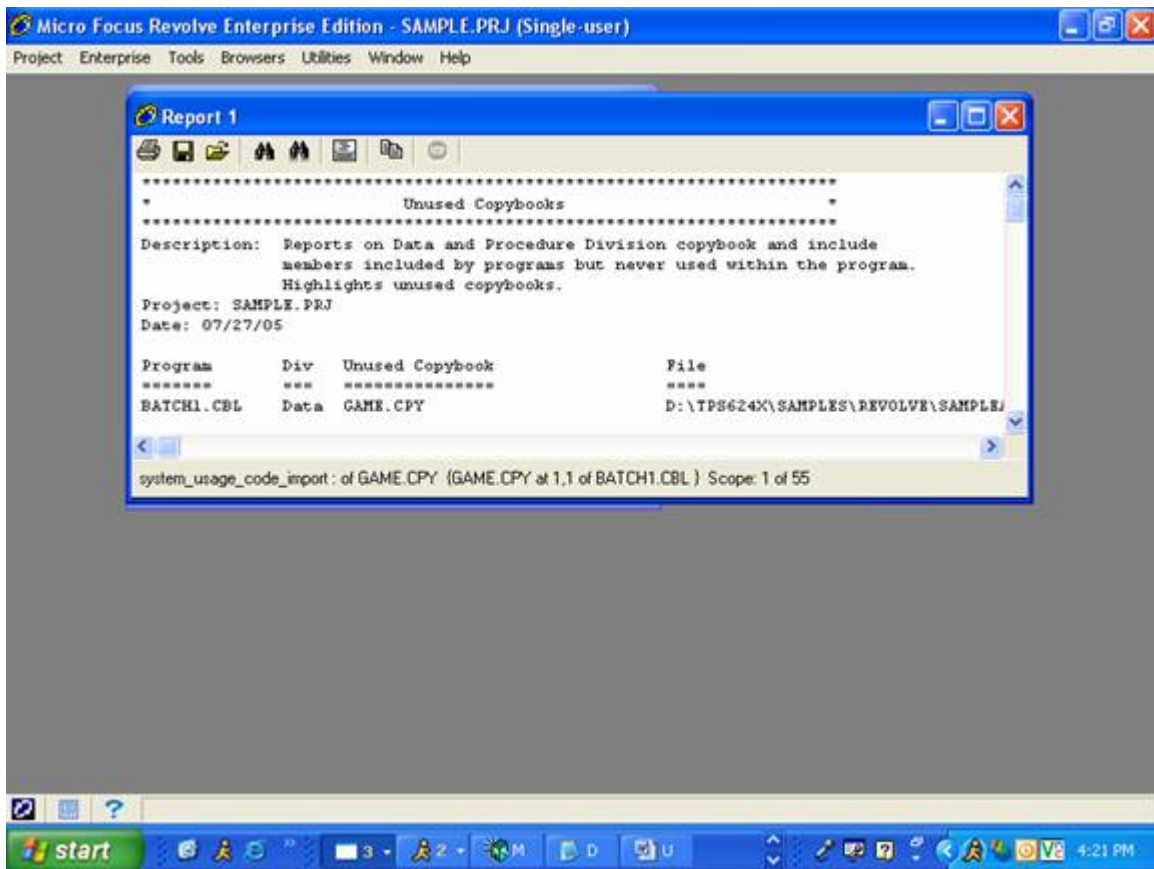 Micro Focus Revolve Enterprise Edition - SAMPLE.PRJ (Single-user)
Project Enterprise Tools Browsers Utilities Window Help
Report 1
***********************************************************************
* Unused Copybooks *
***********************************************************************
Description: Reports on Data and Procedure Division copybook and include
members included by programs but never used within the program.
Highlights unused copybooks.
Project: SAMPLE.PRJ
Date: 07/27/05
Program Div Unused Copybook File
======= === =============== ====
BATCH1.CBL Data GAME.CPY D:\TPS624X\SAMPLES\REVOLVE\SAMPLE
system_usage_code_import : of GAME.CPY (GAME.CPY at 1,1 of BATCH1.CBL ) Scope: 1 of 55
start 3 2 M D U 4:21 PM